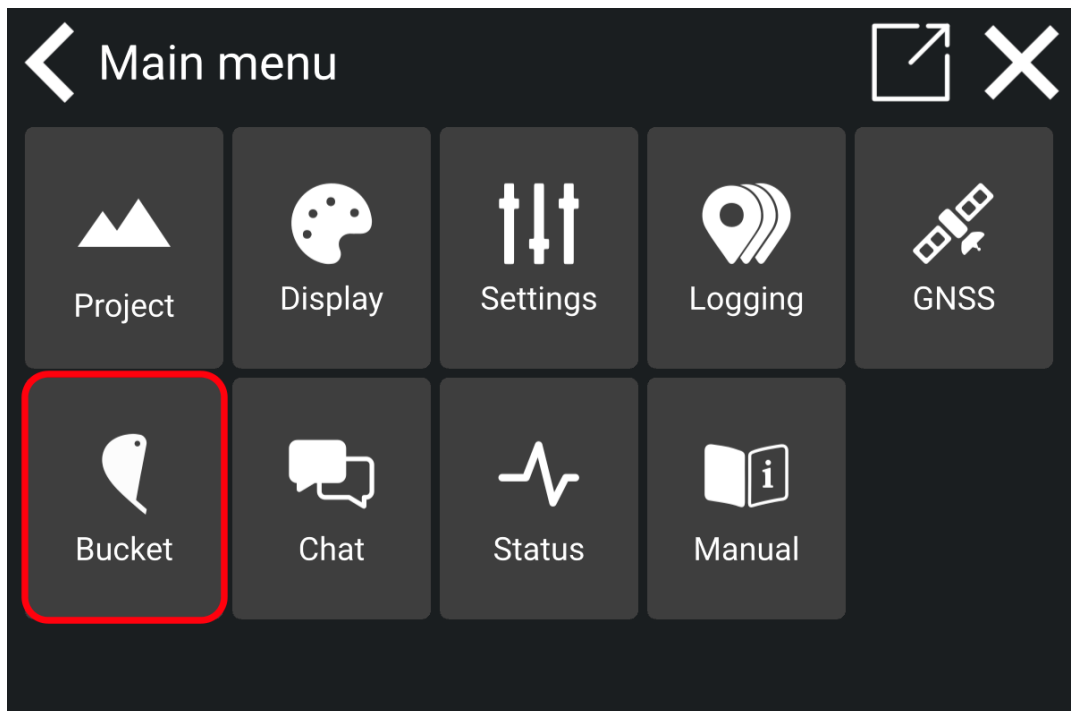 Main menu
Project
Display
Settings
Logging
GNSS
Bucket
Chat
Status
Manual
i